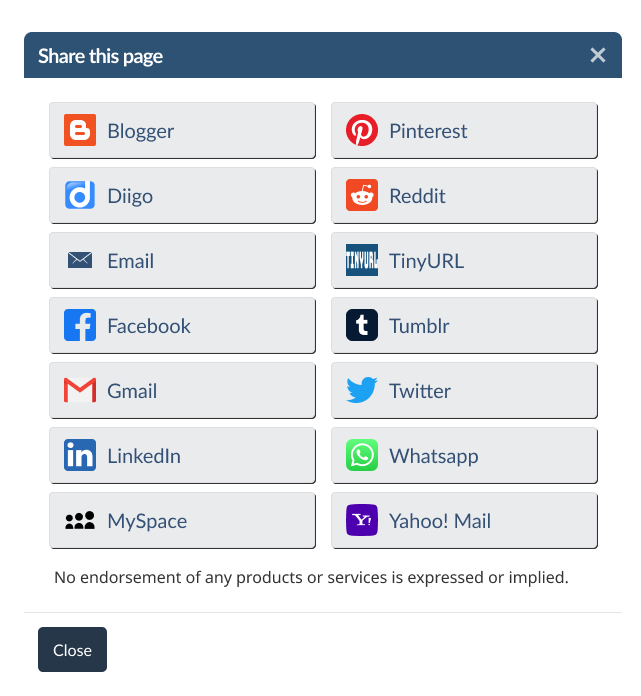 Share this page
Blogger
Pinterest
Diigo
Reddit
Email
TINYURL TinyURL
Facebook
Tumblr
Gmail
Twitter
LinkedIn
Whatsapp
MySpace
Yahoo! Mail
No endorsement of any products or services is expressed or implied.
Close